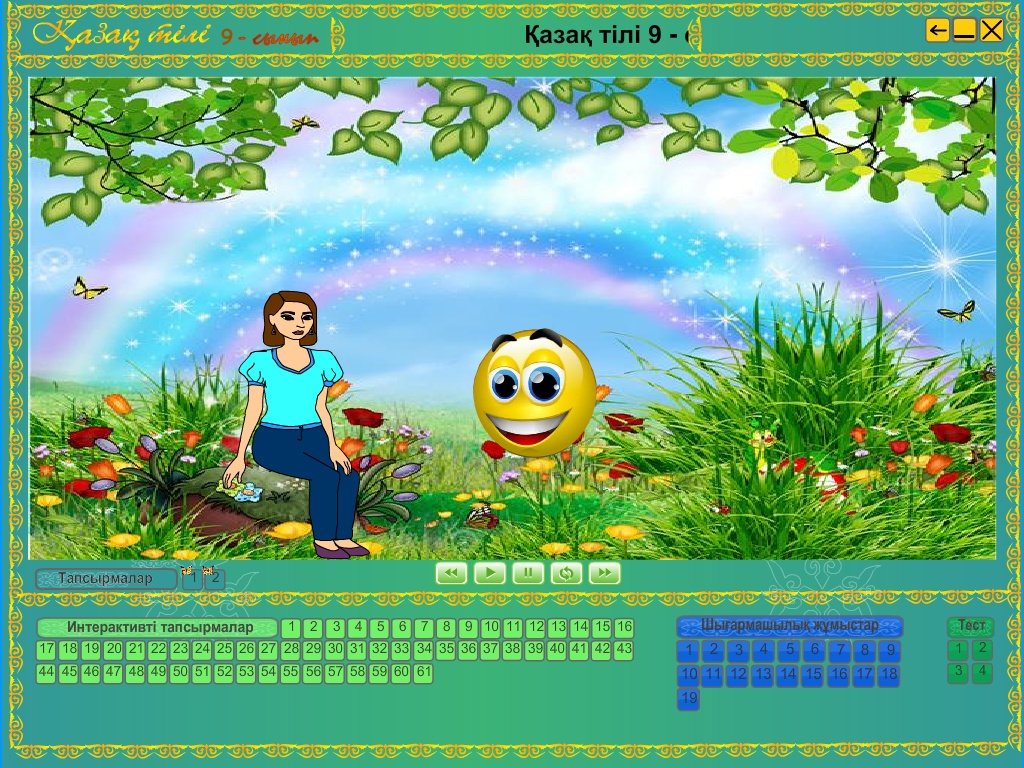 Қазақ тілі 9 - сынып
Қазақ тілі 9 -
Тапсырмалар 1 2
Интерактивті тапсырмалар 1 2 3 4 5 6 7 8 9 10 11 12 13 14 15 16
17 18 19 20 21 22 23 24 25 26 27 28 29 30 31 32 33 34 35 36 37 38 39 40 41 42 43
44 45 46 47 48 49 50 51 52 53 54 55 56 57 58 59 60 61
Шығармашылық жұмыстар
1 2 3 4 5 6 7 8 9
10 11 12 13 14 15 16 17 18
19
Тест
1 2
3 4